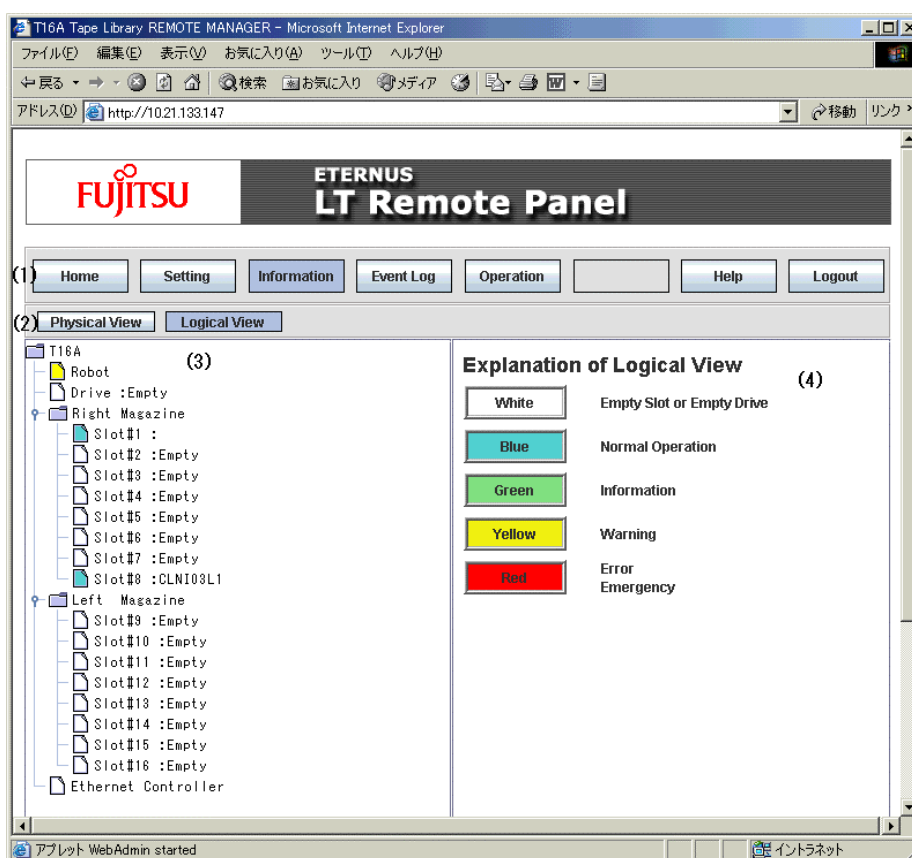 T16A Tape Library REMOTE MANAGER - Microsoft Internet Explorer
ファイル(F) 編集(E) 表示(V) お気に入り(A) ツール(T) ヘルプ(H)
戻る 検索 お気に入り メディア
アドレス(D) http://10.21.133.147 移動 リンク
FUJITSU
ETERNUS
LT Remote Panel
(1) Home Setting Information Event Log Operation Help Logout
(2) Physical View Logical View
(3)
T16A
Robot
Drive :Empty
Right Magazine
Slot#1 :
Slot#2 :Empty
Slot#3 :Empty
Slot#4 :Empty
Slot#5 :Empty
Slot#6 :Empty
Slot#7 :Empty
Slot#8 :CLNI03L1
Left Magazine
Slot#9 :Empty
Slot#10 :Empty
Slot#11 :Empty
Slot#12 :Empty
Slot#13 :Empty
Slot#14 :Empty
Slot#15 :Empty
Slot#16 :Empty
Ethernet Controller
Explanation of Logical View
(4)
White Empty Slot or Empty Drive
Blue Normal Operation
Green Information
Yellow Warning
Red Error
Emergency
アプレット WebAdmin started イントラネット